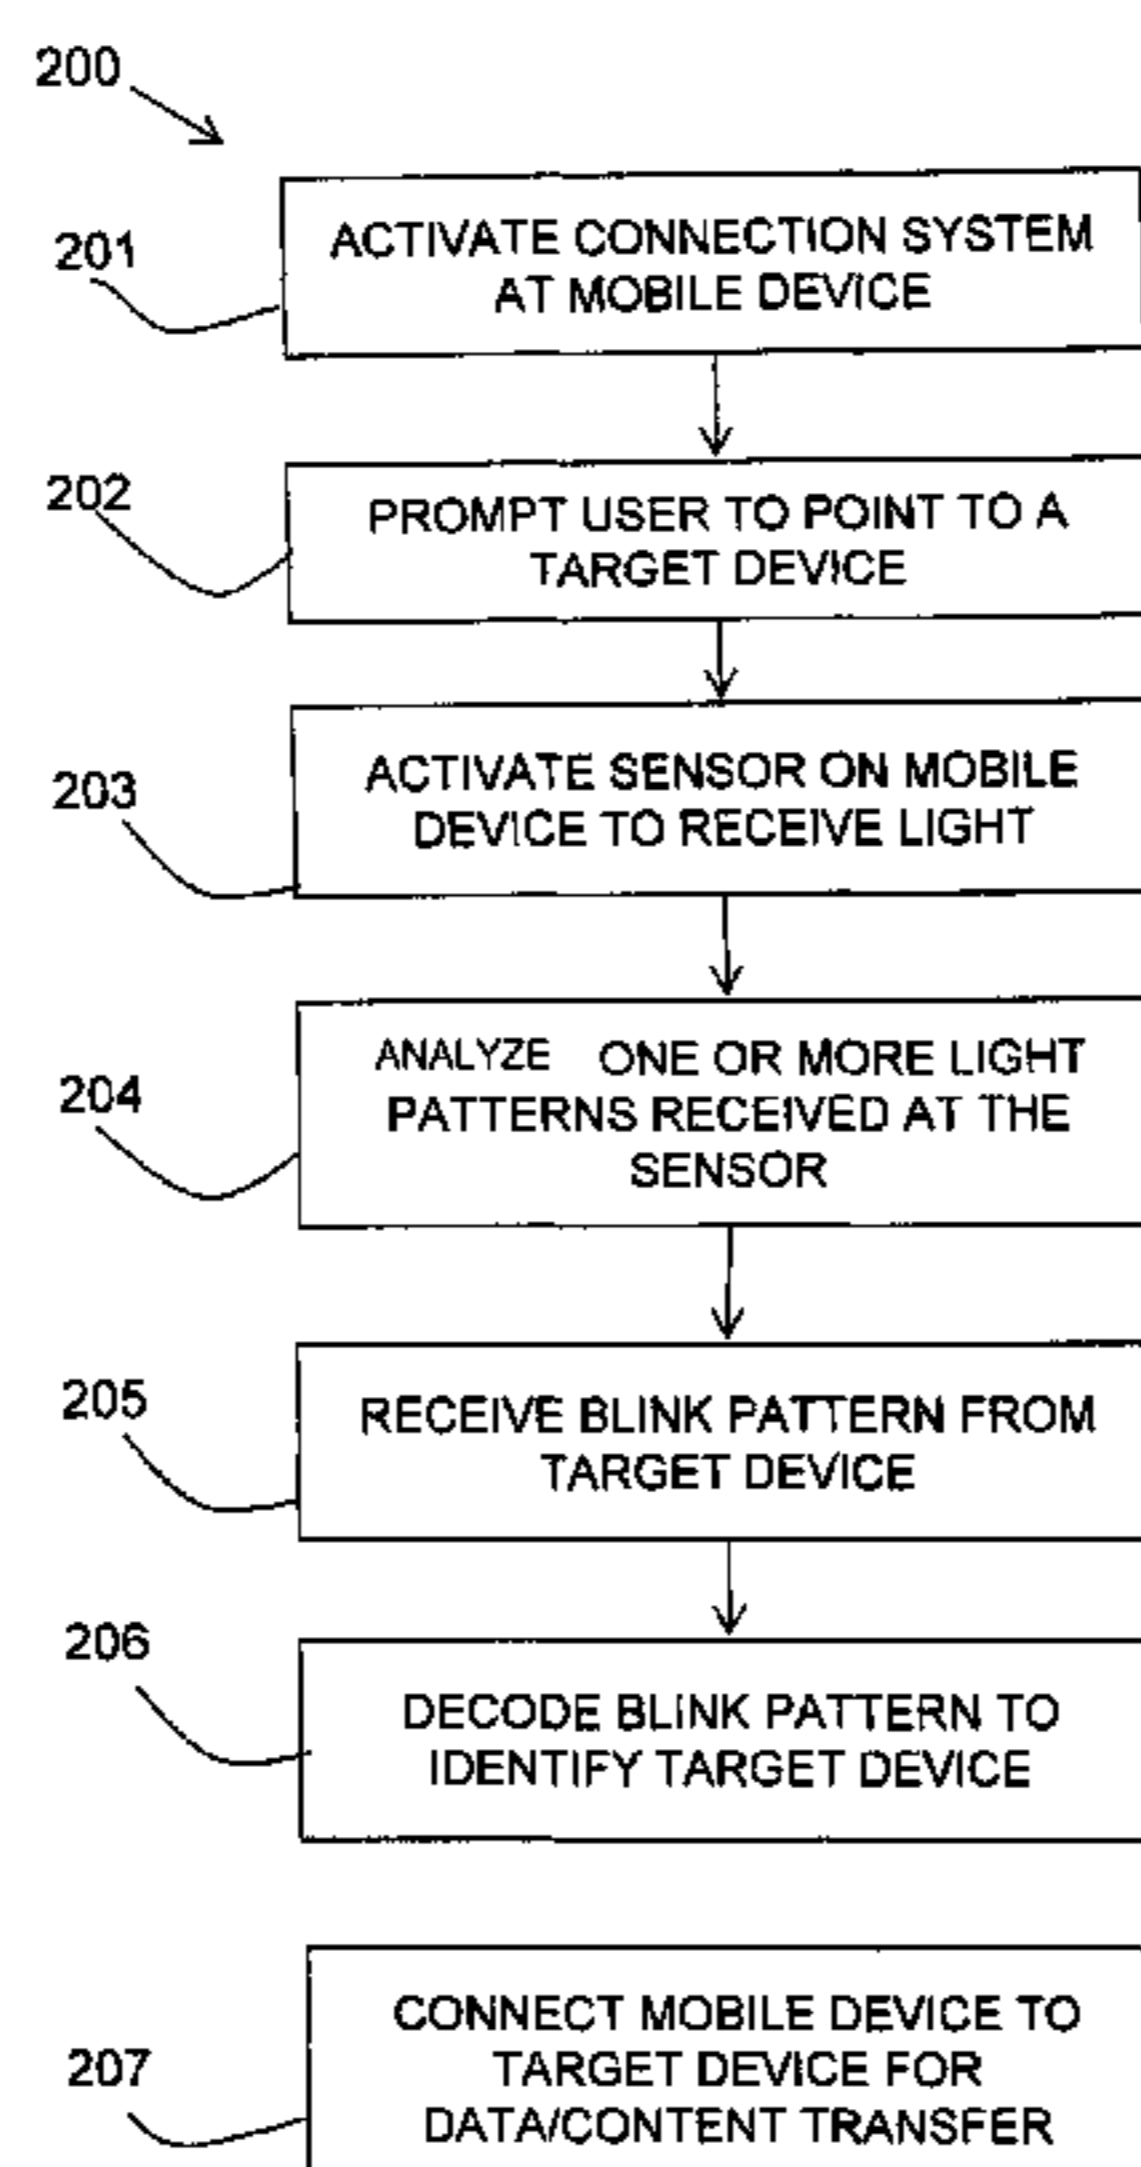 200
201
ACTIVATE CONNECTION SYSTEM
AT MOBILE DEVICE
202
PROMPT USER TO POINT TO A
TARGET DEVICE
203
ACTIVATE SENSOR ON MOBILE
DEVICE TO RECEIVE LIGHT
204
ANALYZE ONE OR MORE LIGHT
PATTERNS RECEIVED AT THE
SENSOR
205
RECEIVE BLINK PATTERN FROM
TARGET DEVICE
206
DECODE BLINK PATTERN TO
IDENTIFY TARGET DEVICE
207
CONNECT MOBILE DEVICE TO
TARGET DEVICE FOR
DATA/CONTENT TRANSFER